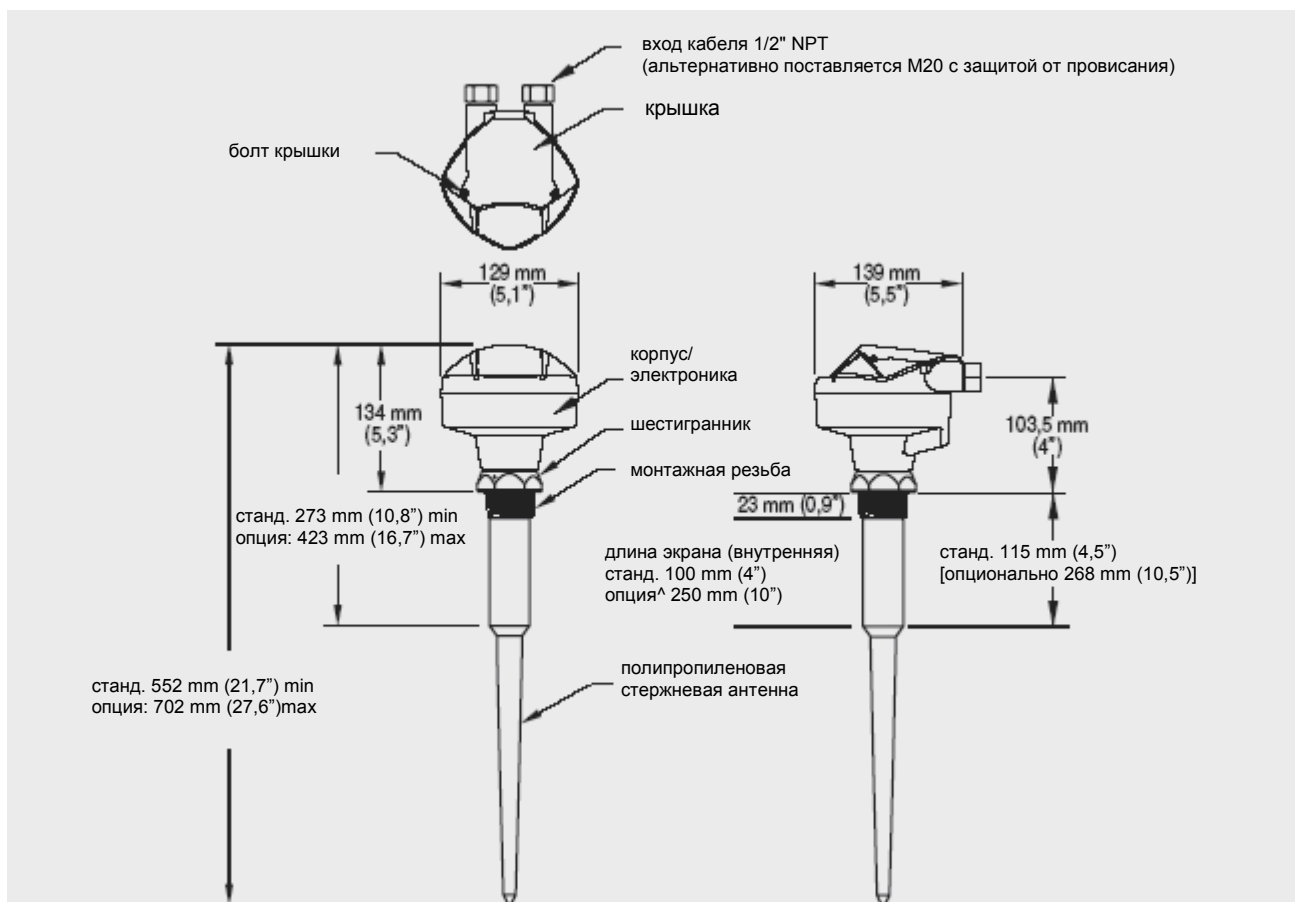 вход кабеля 1/2" NPT
(альтернативно поставляется М20 с защитой от провисания)
крышка
болт крышки
129 mm
(5,1”)
139 mm
(5,5”)
корпус/
электроника
134 mm
(5,3”)
103,5 mm
(4”)
шестигранник
монтажная резьба
23 mm (0,9”)
станд. 273 mm (10,8”) min
опция: 423 mm (16,7”) max
длина экрана (внутренняя)
станд. 100 mm (4”)
опция^ 250 mm (10”)
станд. 115 mm (4,5”)
[опционально 268 mm (10,5”)]
полипропиленовая
стержневая антенна
станд. 552 mm (21,7”) min
опция: 702 mm (27,6”)max